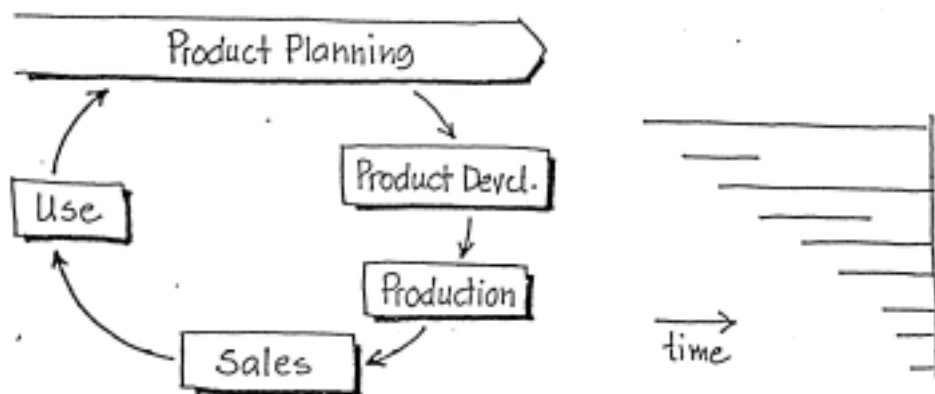 Product Planning
Product Devel.
Use
Production
Sales
time